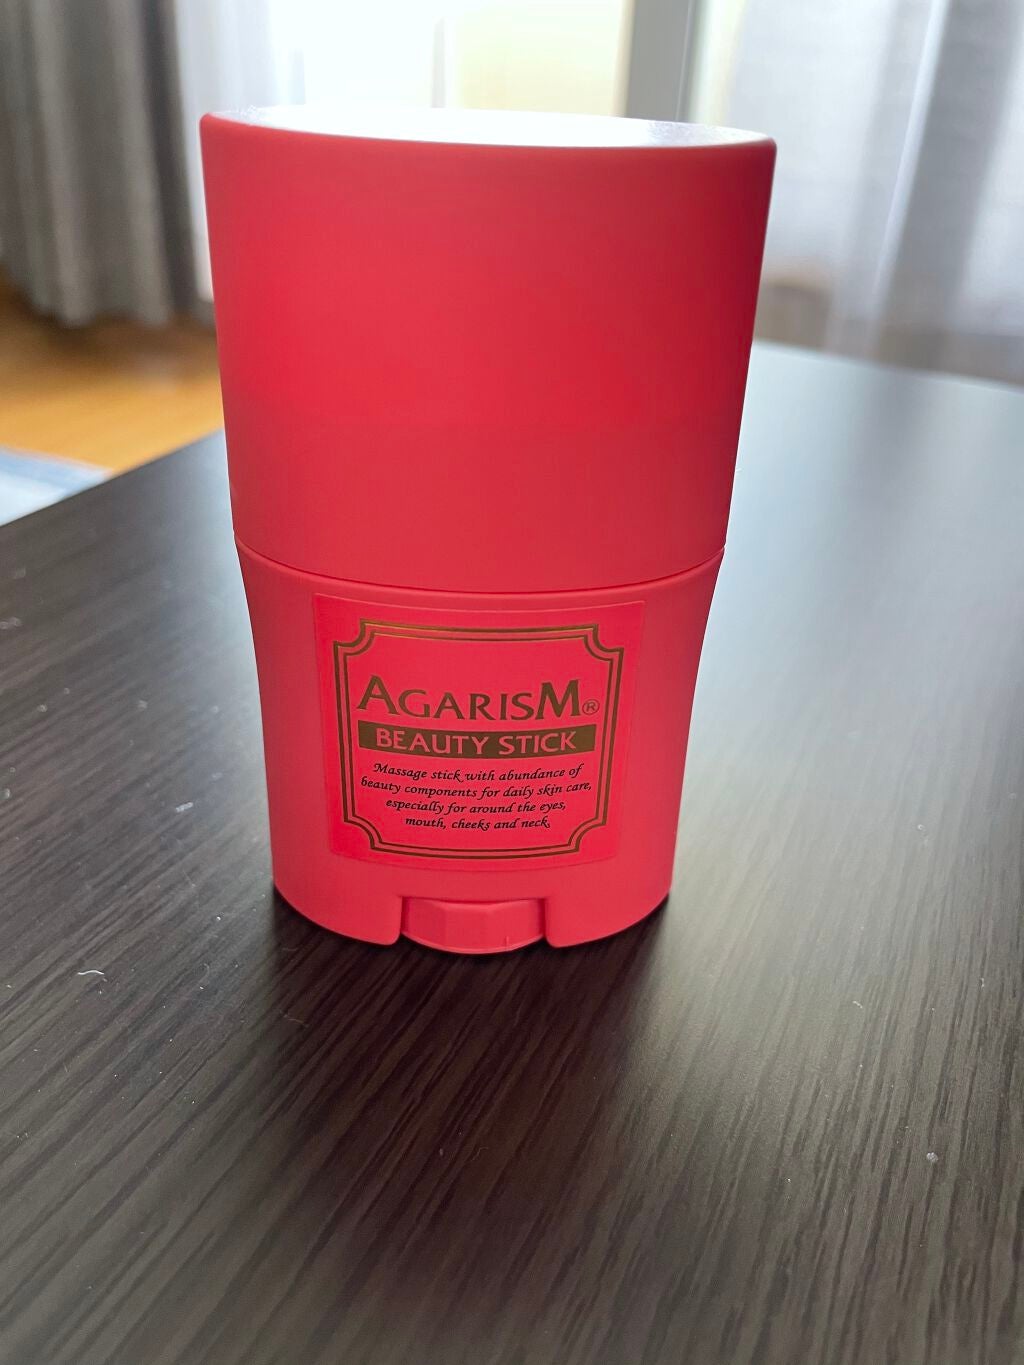 AGARISM®
BEAUTY STICK
Massage stick with abundance of
beauty components for daily skin care,
especially for around the eyes,
mouth, cheeks and neck.